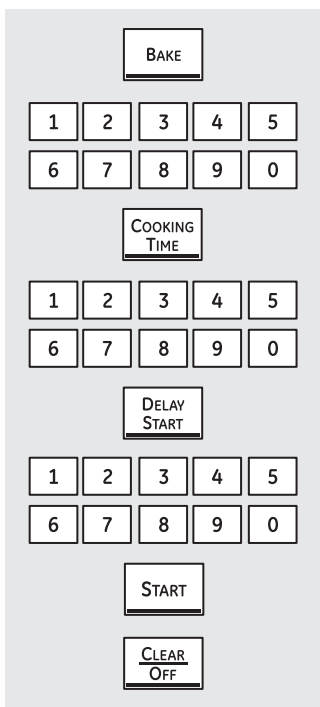 BAKE
1 2 3 4 5
6 7 8 9 0
COOKING
TIME
1 2 3 4 5
6 7 8 9 0
DELAY
START
1 2 3 4 5
6 7 8 9 0
START
CLEAR
OFF